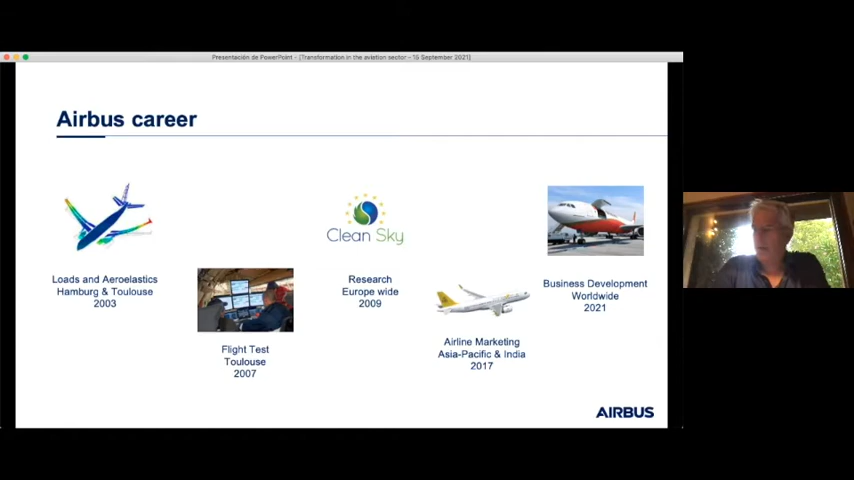 Presentación de PowerPoint - [Transformation in the aviation sector - 15 September 2021]
Airbus career
Clean Sky
Loads and Aeroelastics
Hamburg & Toulouse
2003
Flight Test
Toulouse
2007
Research
Europe wide
2009
Airline Marketing
Asia-Pacific & India
2017
Business Development
Worldwide
2021
AIRBUS